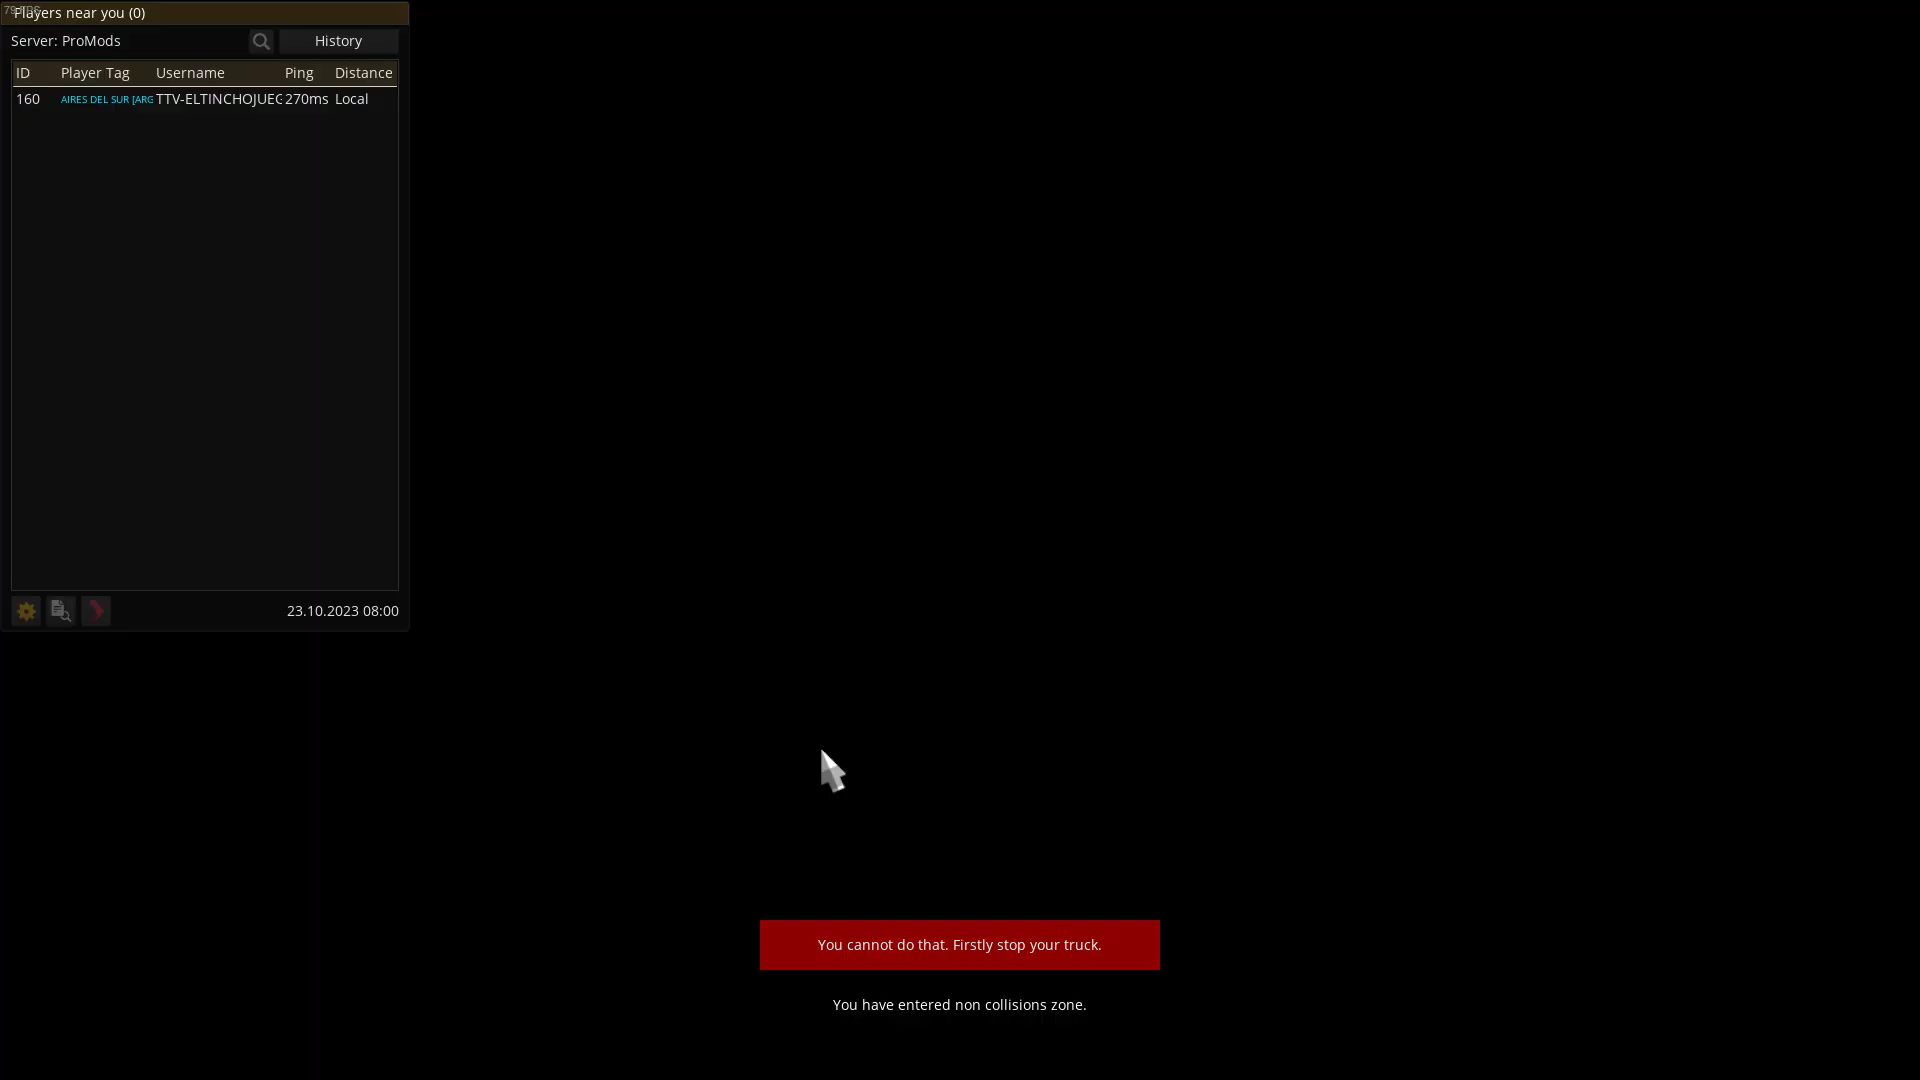 Players near you (0)
Server: ProMods
History
ID Player Tag Username Ping Distance
160 AIRES DEL SUR [ARG TTV-ELTINCHOJUEG 270ms Local
23.10.2023 08:00
You cannot do that. Firstly stop your truck.
You have entered non collisions zone.